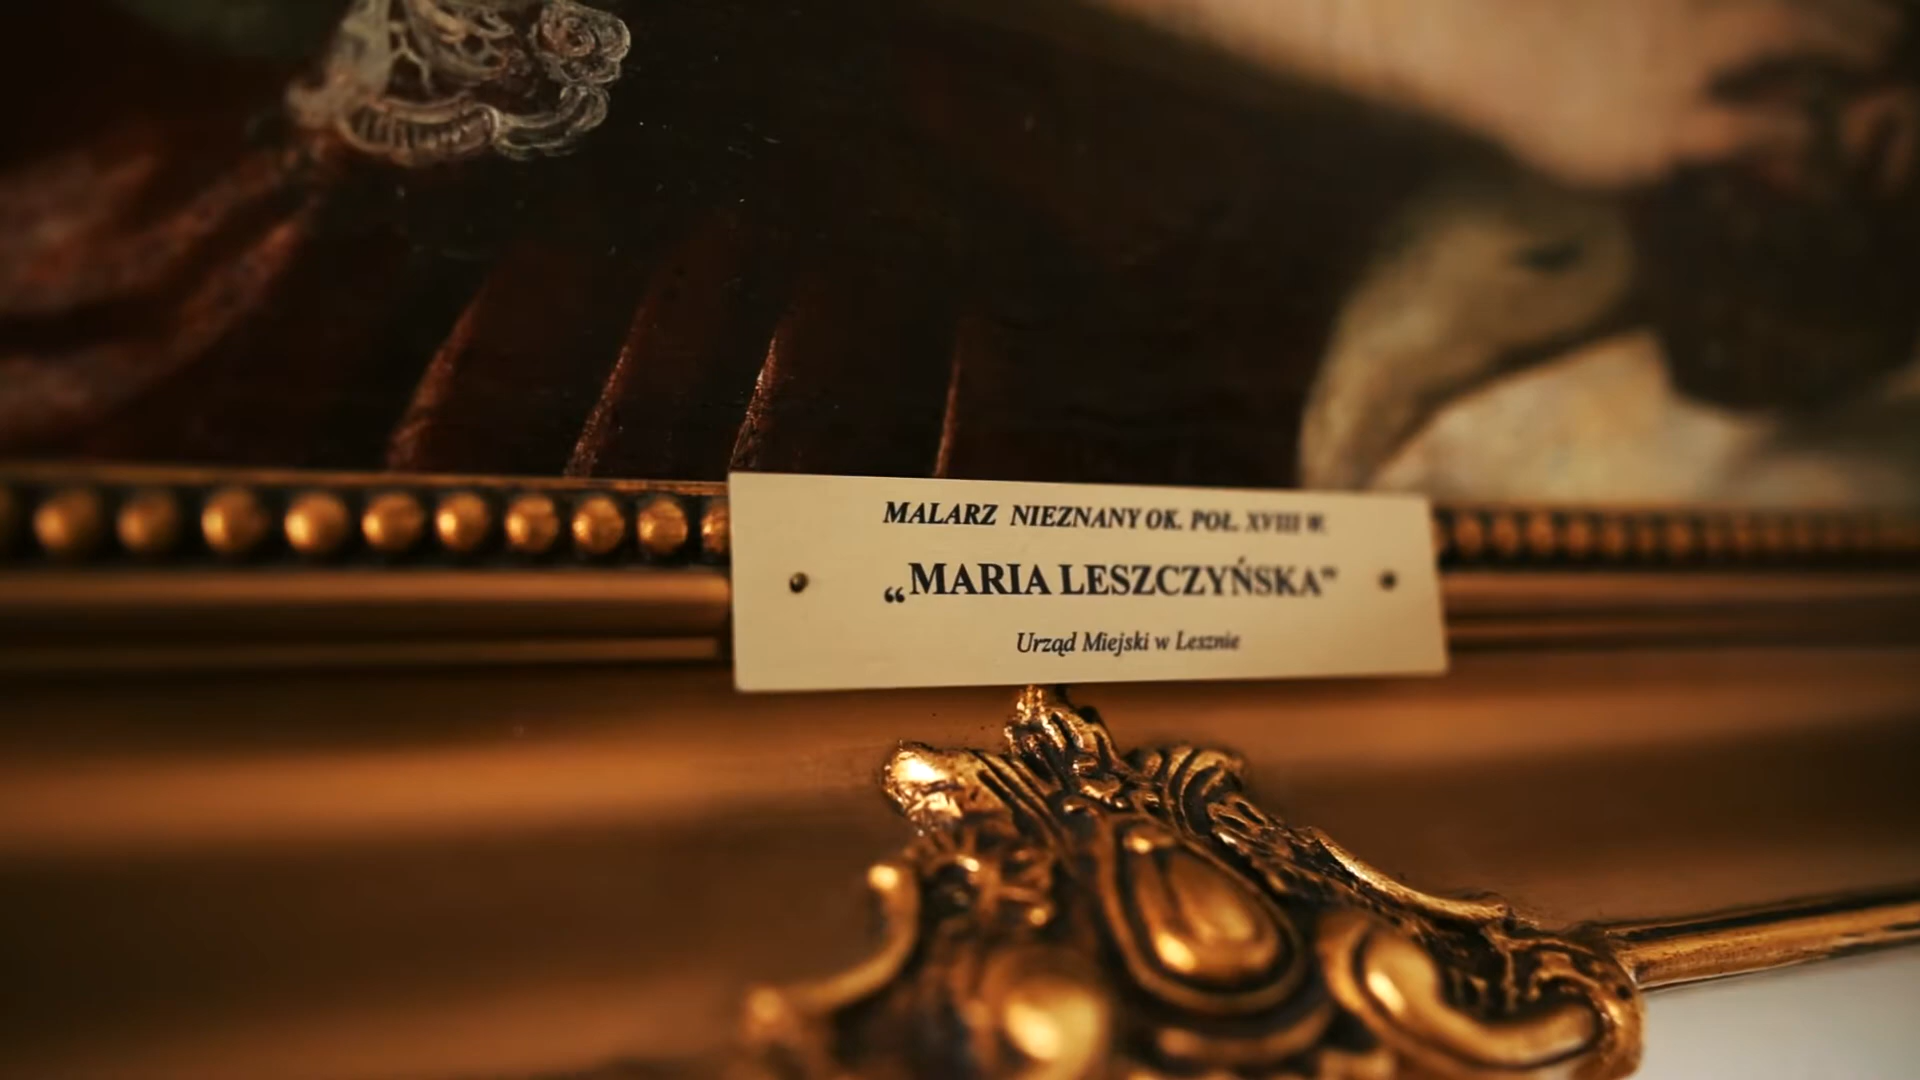 MALARZ NIEZNANY OK. POŁ. XVIII W.
„MARIA LESZCZYŃSKA”
Urząd Miejski w Lesznie